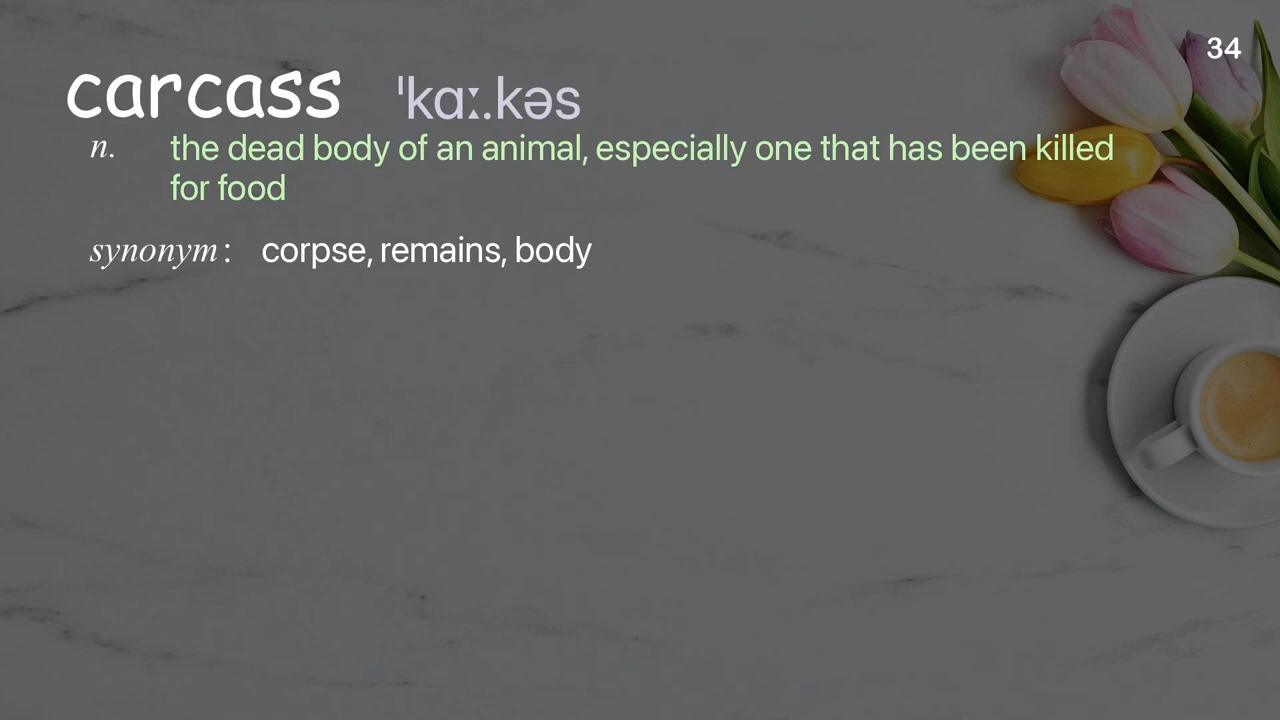 34
carcass ˈkɑː.kəs
n. the dead body of an animal, especially one that has been killed
for food
synonym: corpse, remains, body